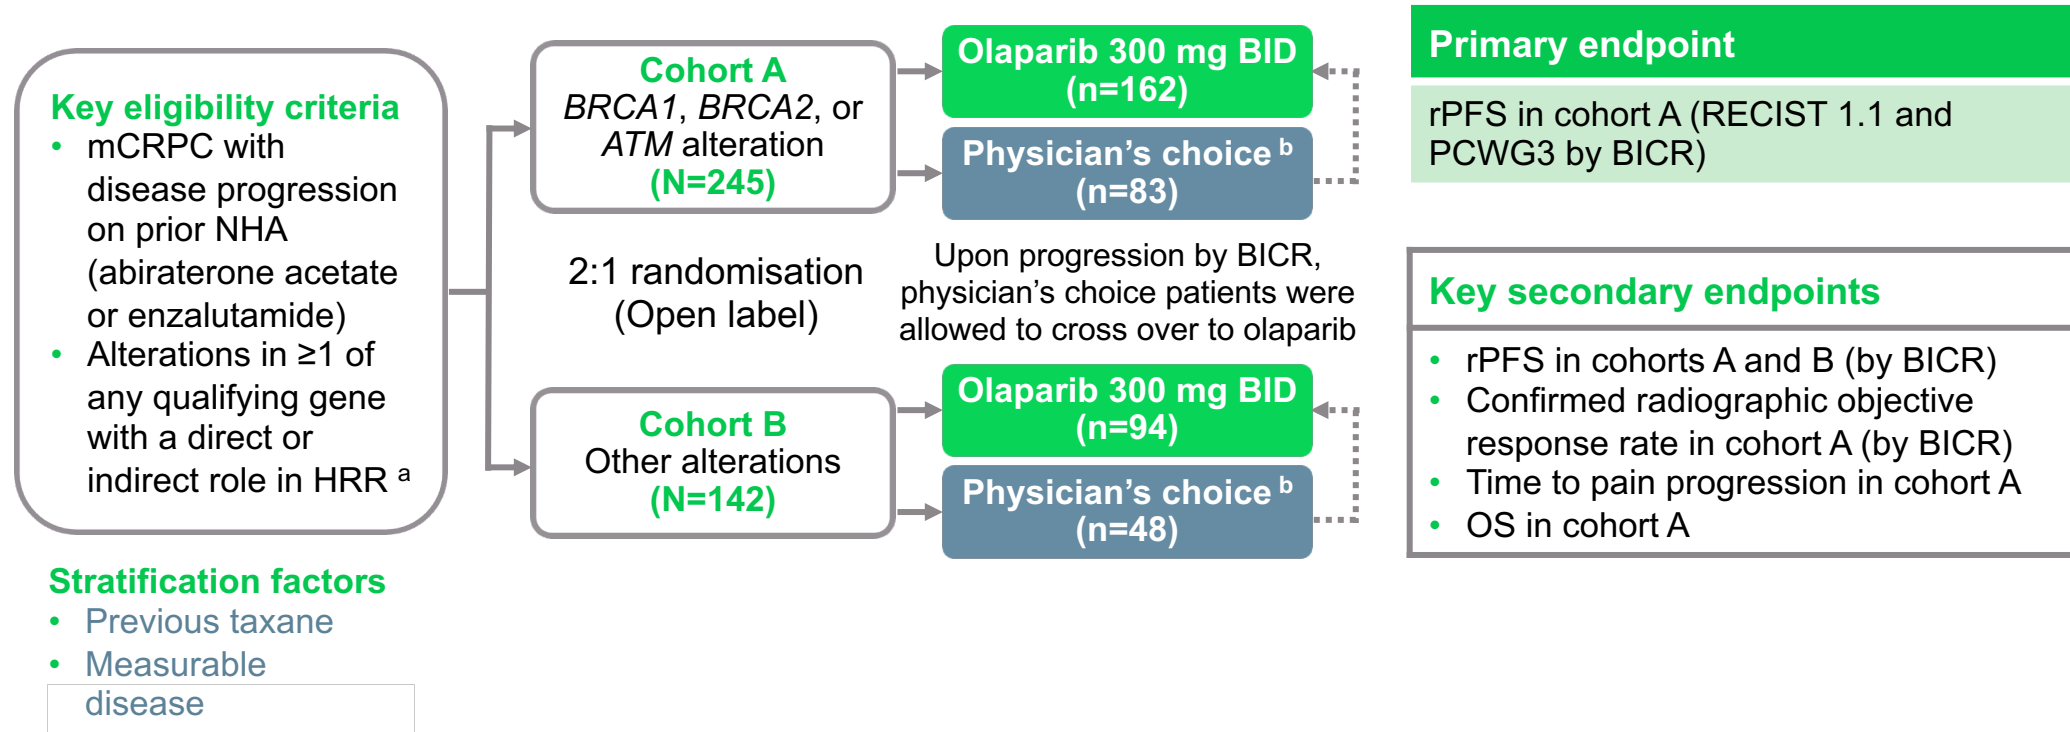 Key eligibility criteria
• mCRPC with
disease progression
on prior NHA
(abiraterone acetate
or enzalutamide)
• Alterations in ≥1 of
any qualifying gene
with a direct or
indirect role in HRR a
Stratification factors
• Previous taxane
• Measurable
disease
Cohort A
BRCA1, BRCA2, or
ATM alteration
(N=245)
2:1 randomisation
(Open label)
Cohort B
Other alterations
(N=142)
Olaparib 300 mg BID
(n=162)
Physician’s choice b
(n=83)
Upon progression by BICR,
physician’s choice patients were
allowed to cross over to olaparib
Olaparib 300 mg BID
(n=94)
Physician’s choice b
(n=48)
Primary endpoint
rPFS in cohort A (RECIST 1.1 and
PCWG3 by BICR)
Key secondary endpoints
• rPFS in cohorts A and B (by BICR)
• Confirmed radiographic objective
response rate in cohort A (by BICR)
• Time to pain progression in cohort A
• OS in cohort A